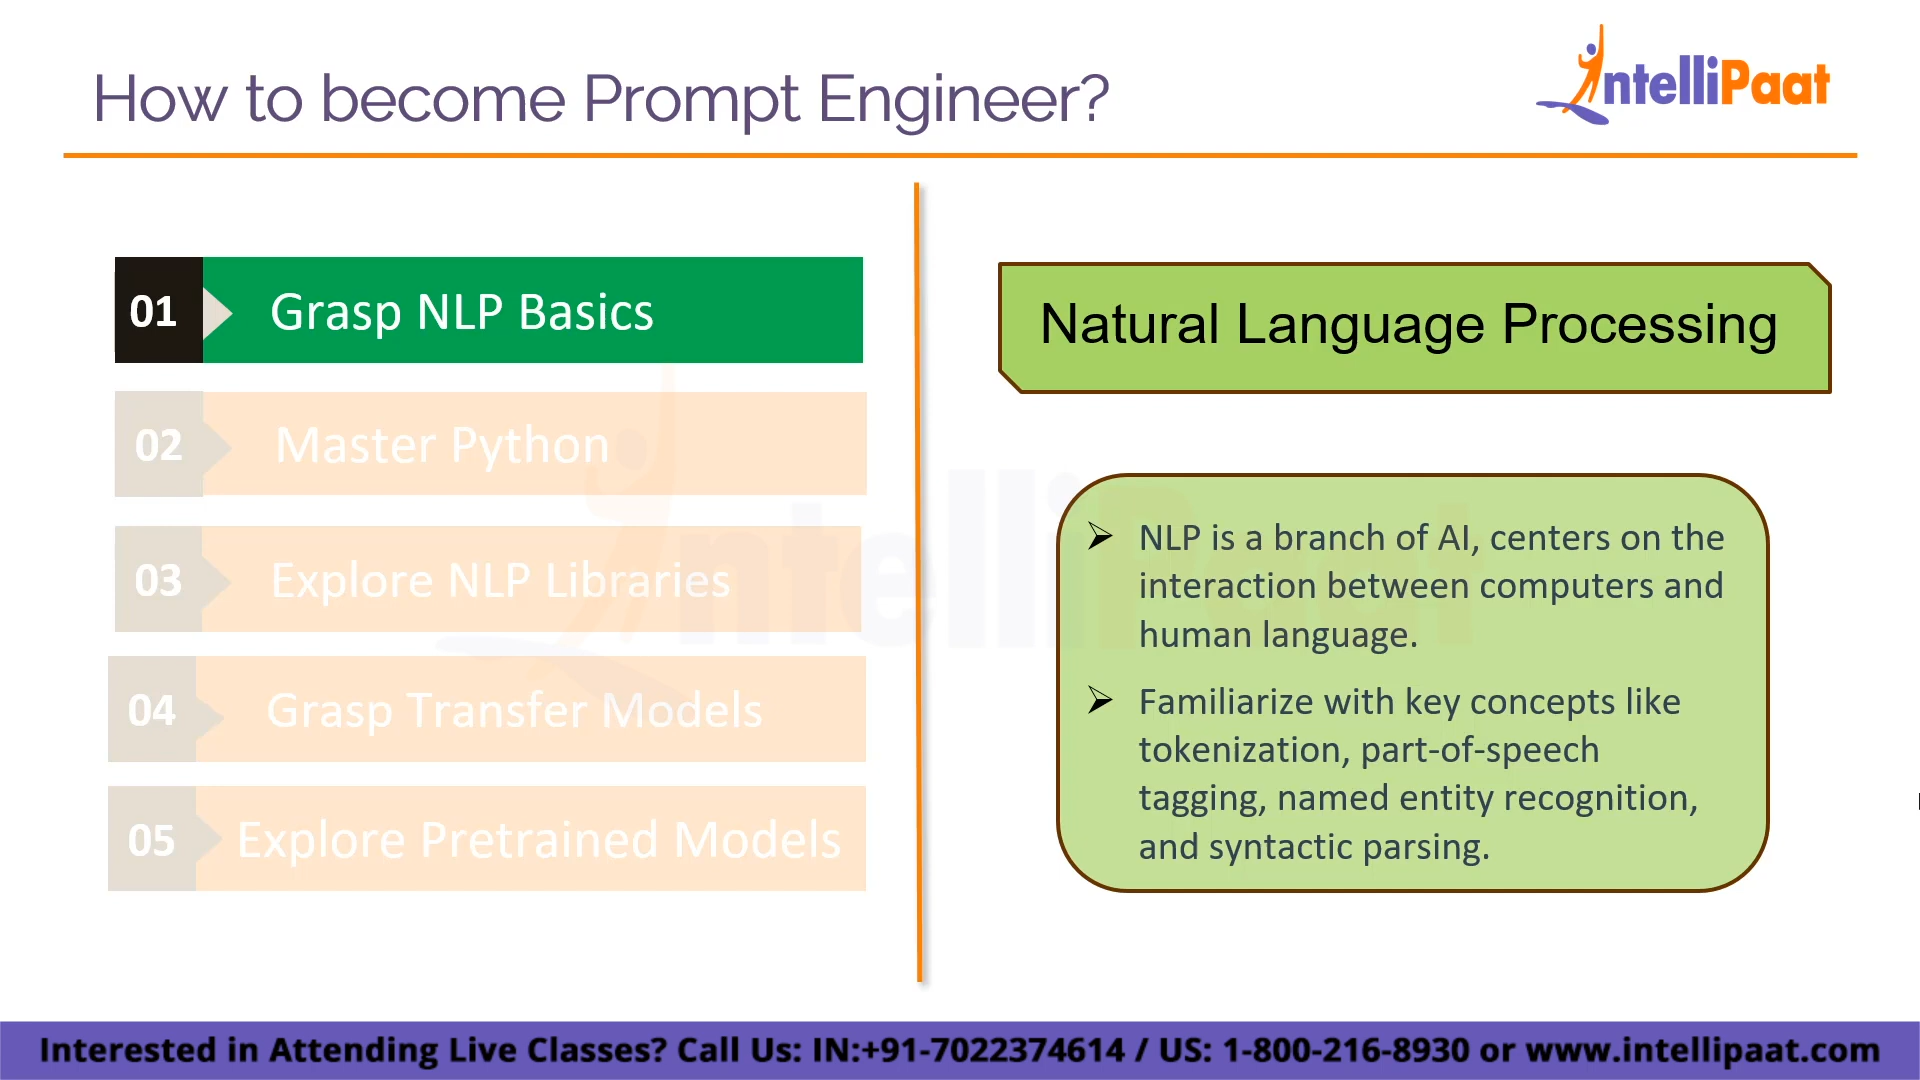 How to become Prompt Engineer?
IntelliPaat
01 Grasp NLP Basics
02 Master Python
03 Explore NLP Libraries
04 Grasp Transfer Models
05 Explore Pretrained Models
Natural Language Processing
NLP is a branch of AI, centers on the
interaction between computers and
human language.
Familiarize with key concepts like
tokenization, part-of-speech
tagging, named entity recognition,
and syntactic parsing.
IntelliPaat
Interested in Attending Live Classes? Call Us: IN:+91-7022374614 / US: 1-800-216-8930 or www.intellipaat.com